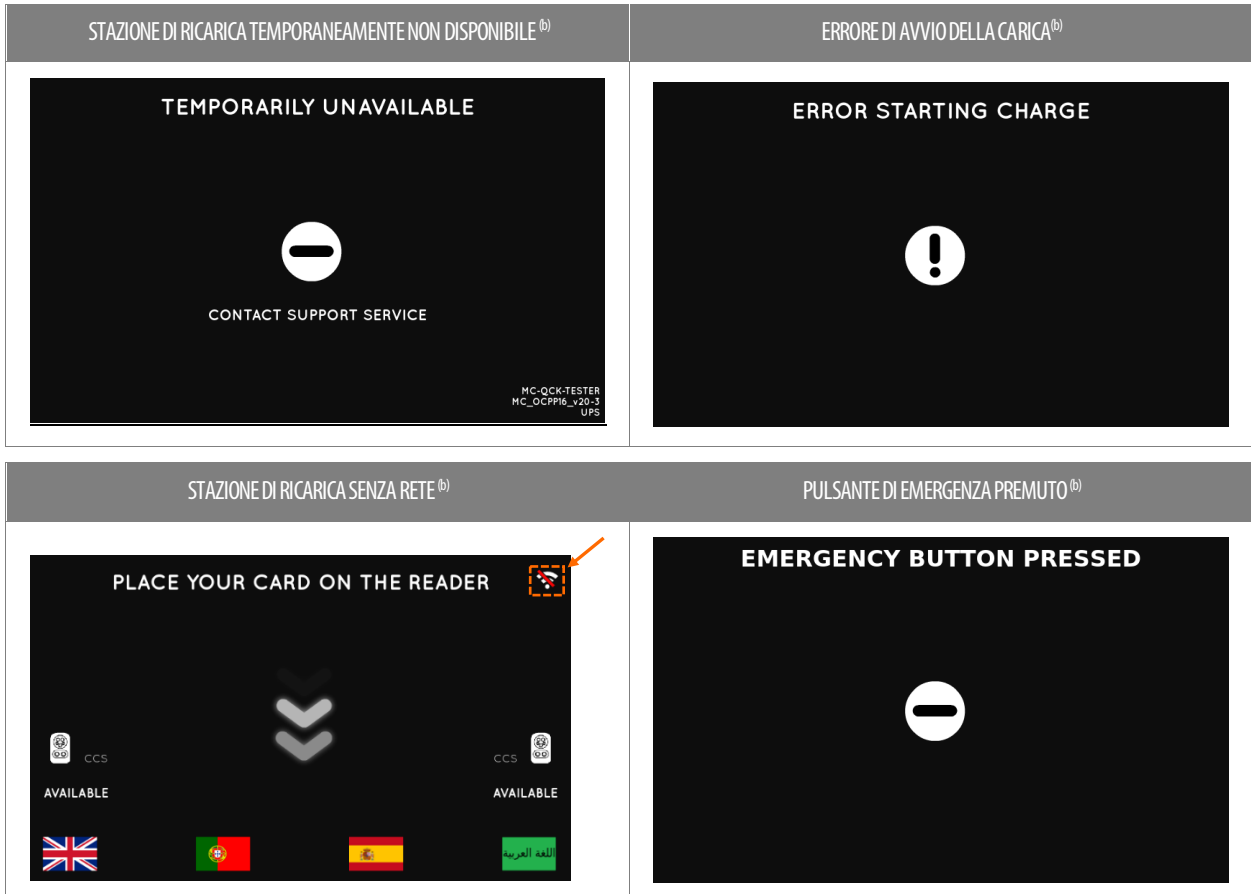 STAZIONE DI RICARICA TEMPORANEAMENTE NON DISPONIBILE (b)
ERRORE DI AVVIO DELLA CARICA(b)
TEMPORARILY UNAVAILABLE
CONTACT SUPPORT SERVICE
MC-QCK-TESTER
MC_OCPP16_v20-3
UPS
ERROR STARTING CHARGE
STAZIONE DI RICARICA SENZA RETE (b)
PULSANTE DI EMERGENZA PREMUTO (b)
PLACE YOUR CARD ON THE READER
CCS
CCS
AVAILABLE
AVAILABLE
اللغة العربية
EMERGENCY BUTTON PRESSED